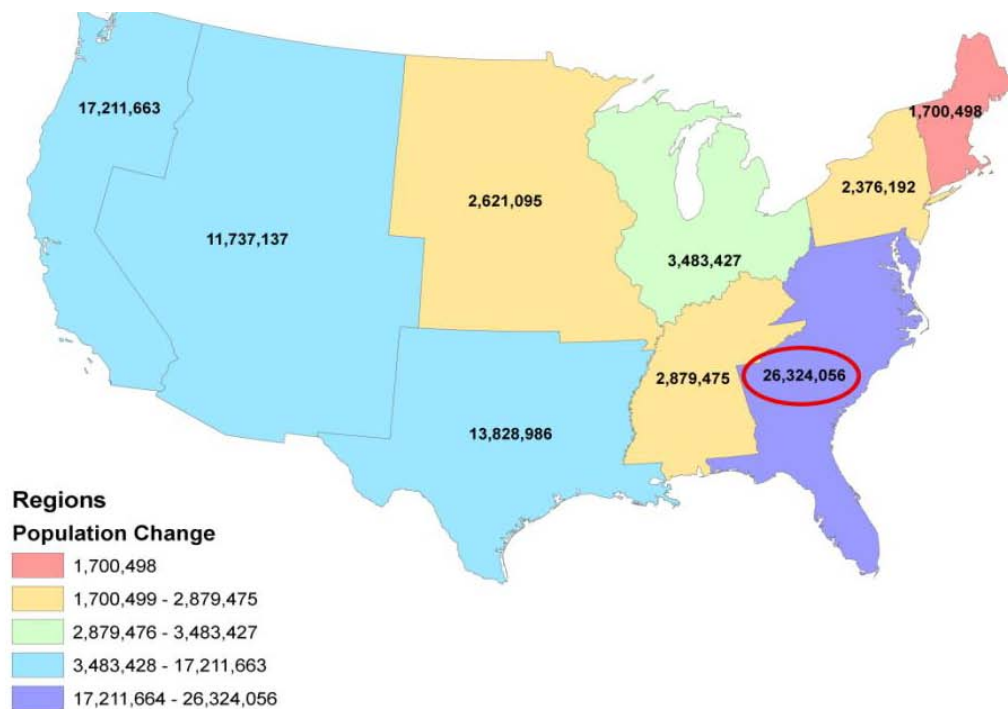 17,211,663
1,700,498
2,376,192
2,621,095
11,737,137
3,483,427
2,879,475
26,324,056
13,828,986
Regions
Population Change
1,700,498
1,700,499 - 2,879,475
2,879,476 - 3,483,427
3,483,428 - 17,211,663
17,211,664 - 26,324,056